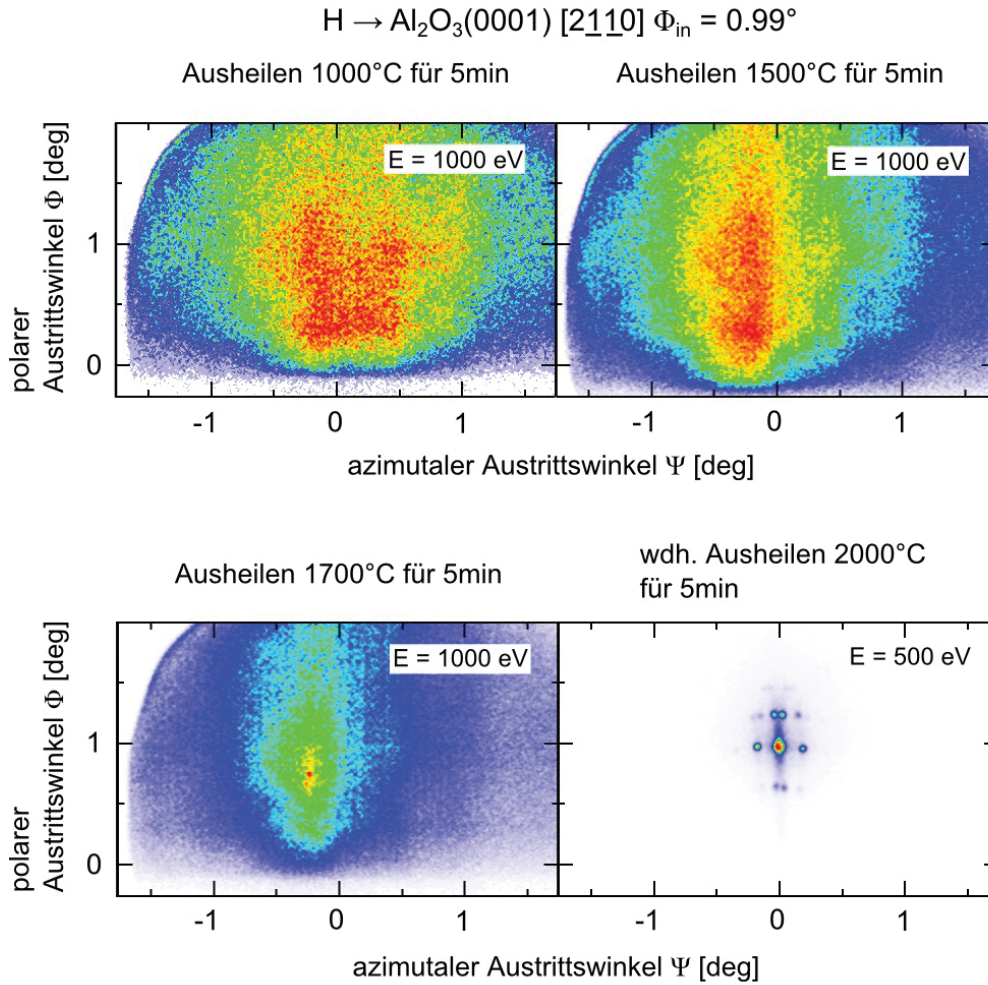 H → Al₂O₃(0001) [2110] Φin = 0.99°
Ausheilen 1000°C für 5min
Ausheilen 1500°C für 5min
polarer
Austrittswinkel Φ [deg]
E = 1000 eV
E = 1000 eV
1
0
-1 0 1
-1 0 1
azimutaler Austrittswinkel Ψ [deg]
Ausheilen 1700°C für 5min
wdh. Ausheilen 2000°C
für 5min
polarer
Austrittswinkel Φ [deg]
E = 1000 eV
E = 500 eV
1
0
-1 0 1
-1 0 1
azimutaler Austrittswinkel Ψ [deg]